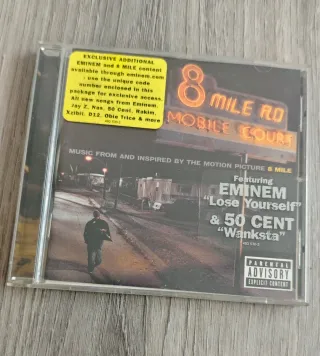 EXCLUSIVE ADDITIONAL
EMINEM and 8 MILE content
available through eminem.com
- use the unique code
number enclosed in this
package for exclusive access.
All new songs from Eminem,
Jay Z, Nas, 50 Cent, Rakim,
Xzibit, D12, Obie Trice & more
8
MILE RD
MOBILE COURT
MUSIC FROM AND INSPIRED BY THE MOTION PICTURE 8 MILE
Featuring
EMINEM
"Lose Yourself"
& 50 CENT
"Wanksta"
PARENTAL
ADVISORY
EXPLICIT CONTENT